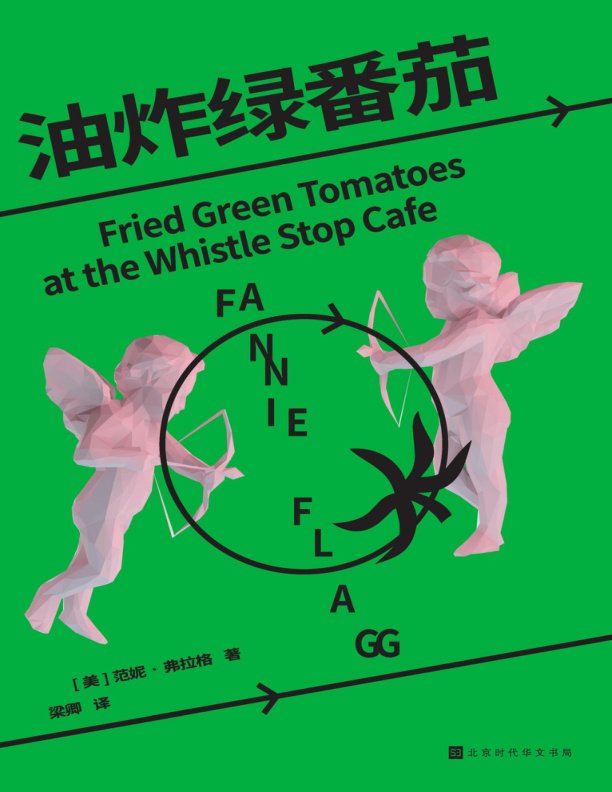 油炸绿番茄
Fried Green Tomatoes
at the Whistle Stop Cafe
FA
N
N
I E
F
L
A
GG
[美]范妮·弗拉格 著
梁卿 译
北京时代华文书局